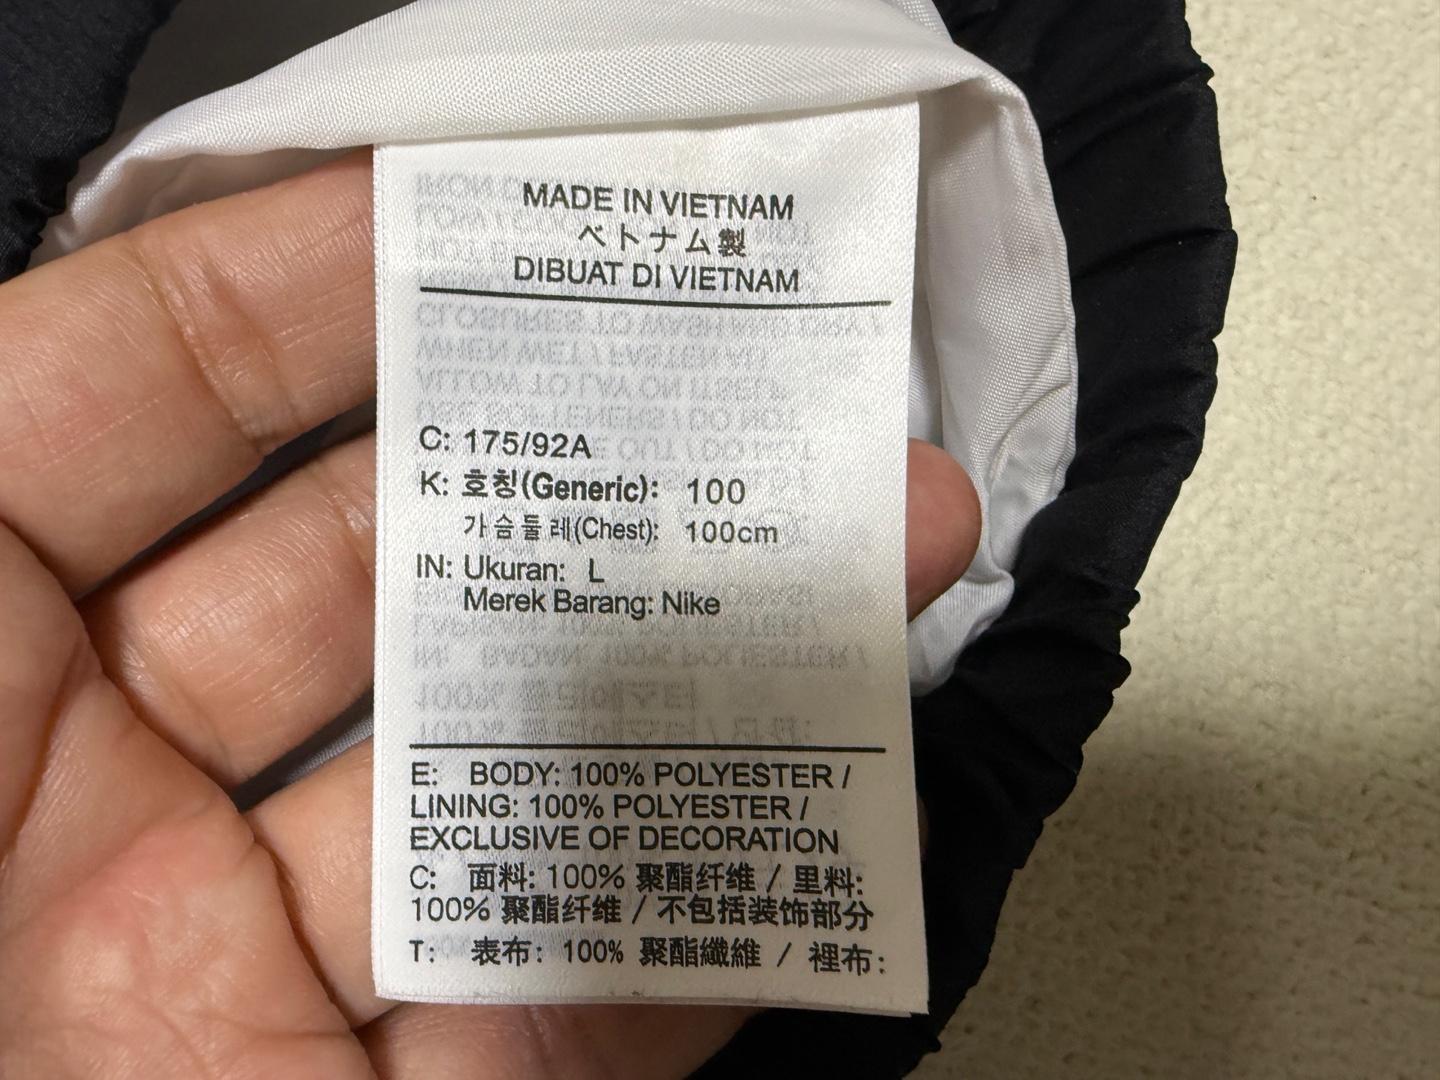 MADE IN VIETNAM
ベトナム製
DIBUAT DI VIETNAM
C: 175/92A
K: 호칭(Generic): 100
가슴둘레(Chest): 100cm
IN: Ukuran: L
Merek Barang: Nike
E: BODY: 100% POLYESTER /
LINING: 100% POLYESTER /
EXCLUSIVE OF DECORATION
C: 面料: 100% 聚酯纤维 / 里料:
100% 聚酯纤维 / 不包括装饰部分
T: 表布: 100% 聚酯纖維 / 裡布: